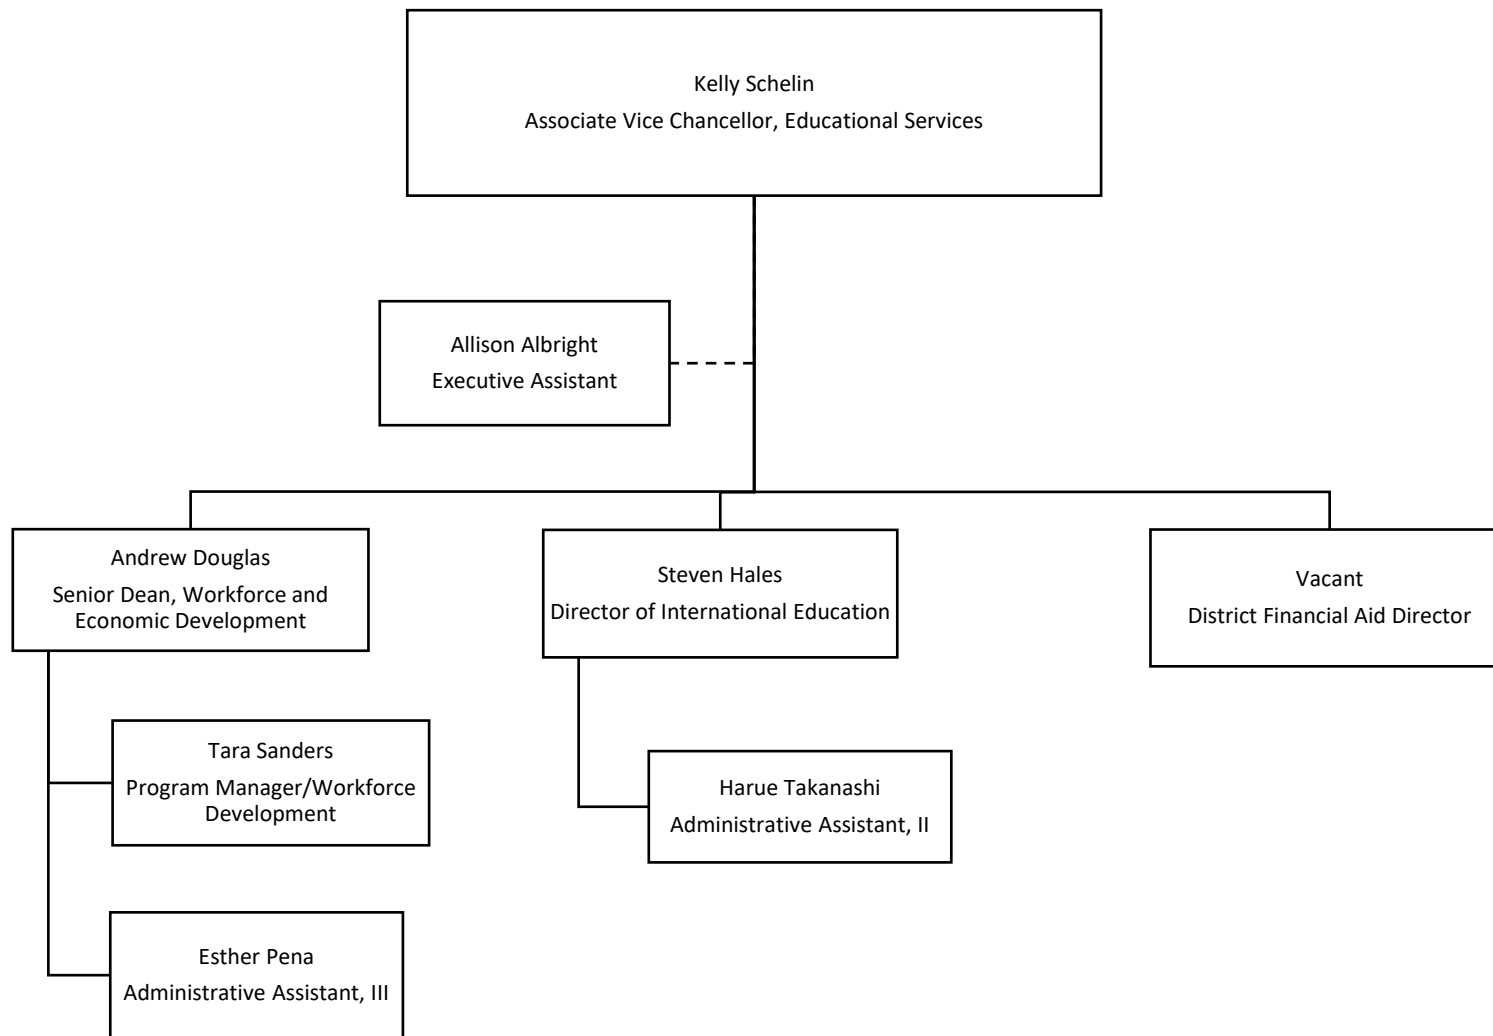 Kelly Schelin
Associate Vice Chancellor, Educational Services
Allison Albright
Executive Assistant
Andrew Douglas
Senior Dean, Workforce and
Economic Development
Steven Hales
Director of International Education
Vacant
District Financial Aid Director
Tara Sanders
Program Manager/Workforce
Development
Harue Takanashi
Administrative Assistant, II
Esther Pena
Administrative Assistant, III